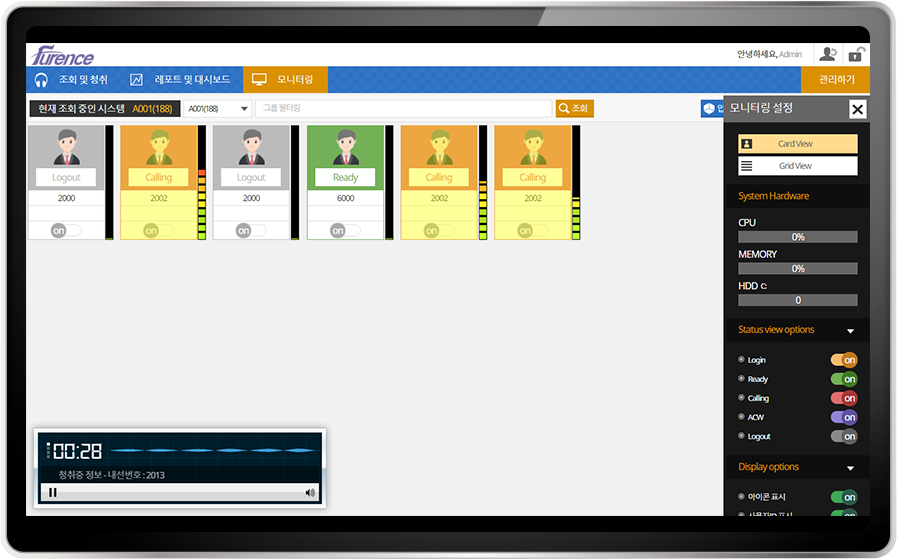 Furence
안녕하세요, Admin
조회 및 청취
레포트 및 대시보드
모니터링
관리하기
현재 조회 중인 시스템 A001(188)
A001(188)
그룹 필터링
조회
모니터링 설정
Logout
Calling
Logout
Ready
Calling
Calling
2000
2002
2000
6000
2002
2002
on
on
on
on
on
on
Card View
Grid View
System Hardware
CPU
0%
MEMORY
0%
HDD C:
0
Status view options
Login on
Ready on
Calling on
ACW on
Logout on
Display options
아이콘 표시 on
00:28
청취중 정보 - 내선번호 : 2013